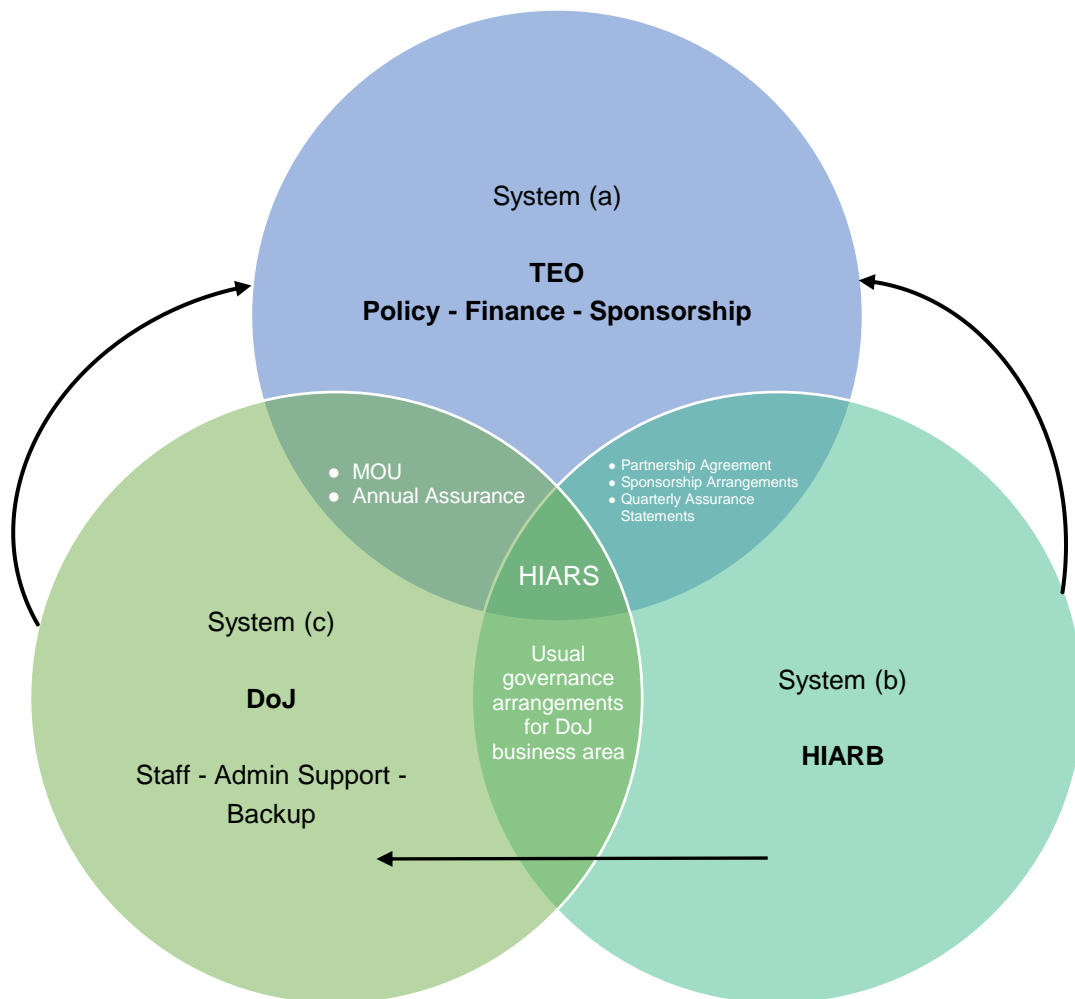 System (a)
TEO
Policy - Finance - Sponsorship
● MOU
● Annual Assurance
● Partnership Agreement
● Sponsorship Arrangements
● Quarterly Assurance
Statements
HIARS
System (c)
DoJ
Staff - Admin Support -
Backup
Usual
governance
arrangements
for DoJ
business area
System (b)
HIARB